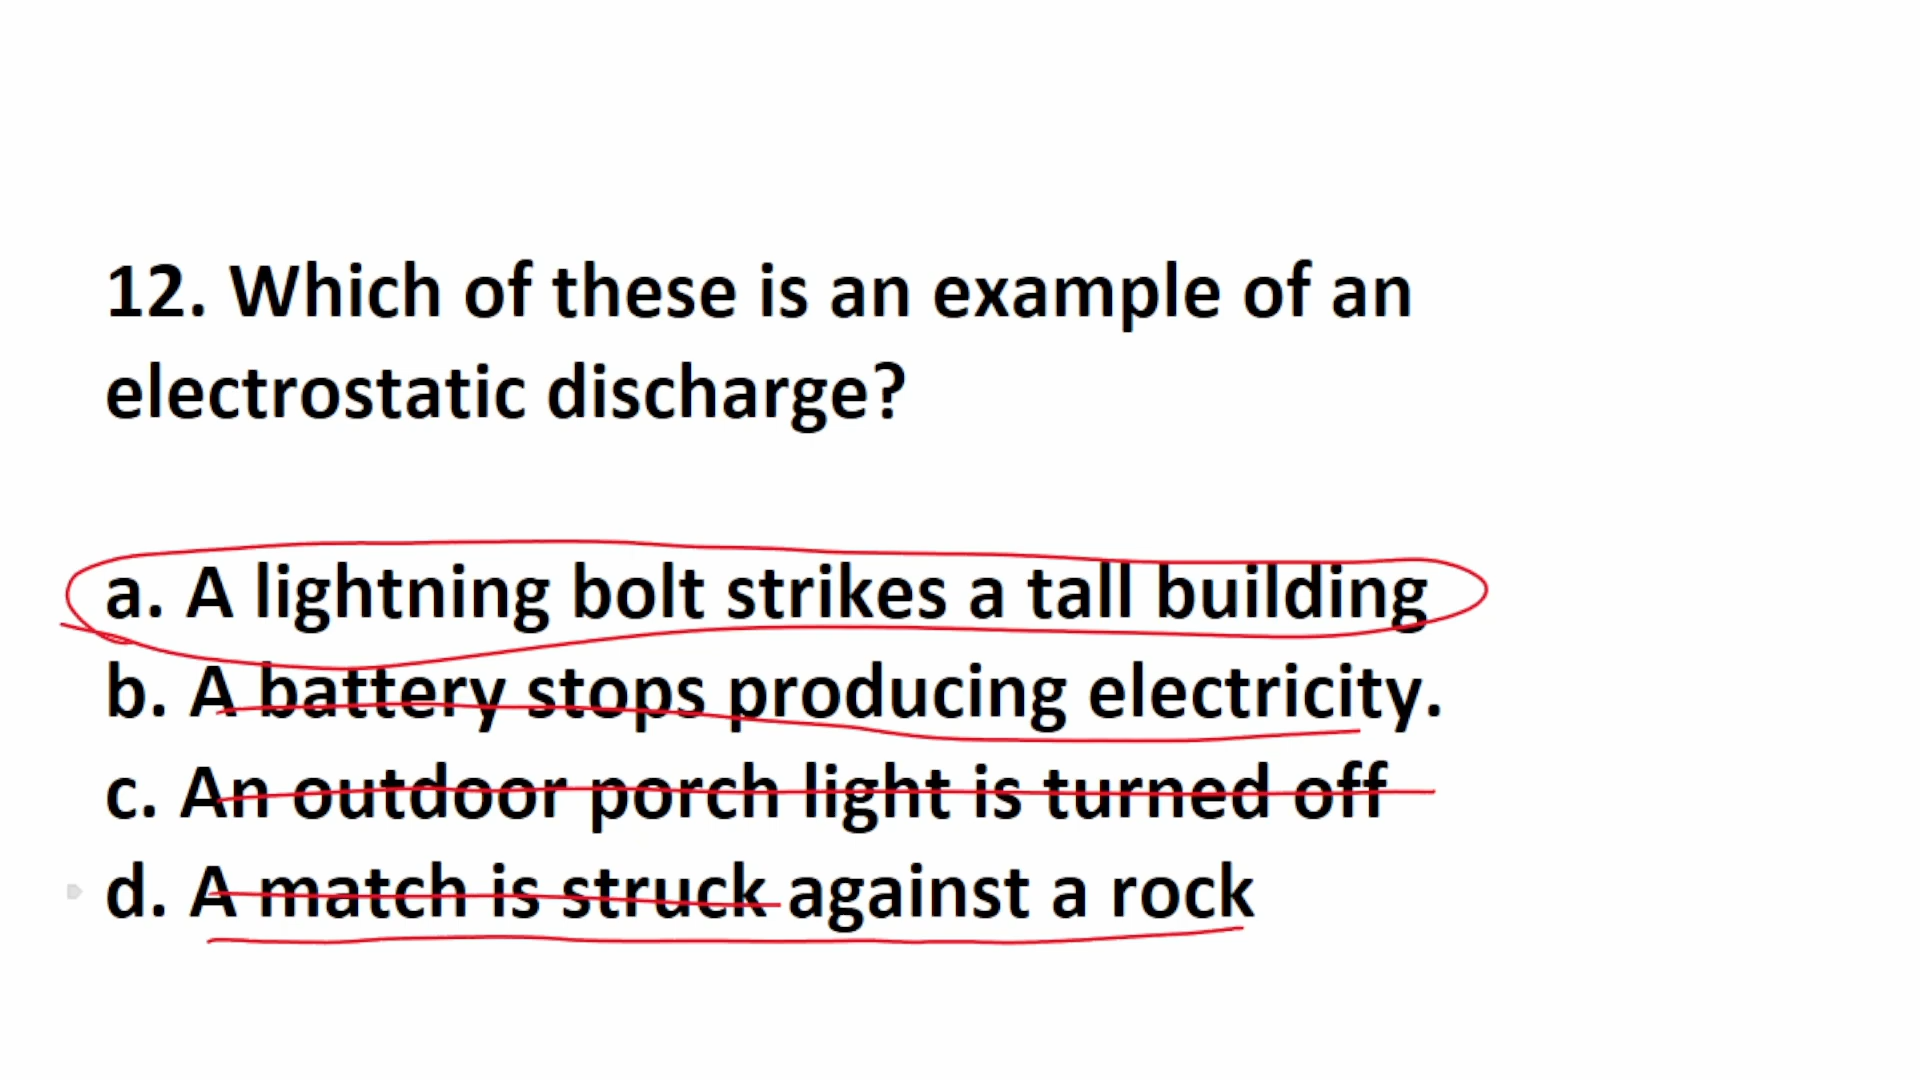 12. Which of these is an example of an
electrostatic discharge?
a. A lightning bolt strikes a tall building
b. A battery stops producing electricity.
c. An outdoor porch light is turned off
d. A match is struck against a rock